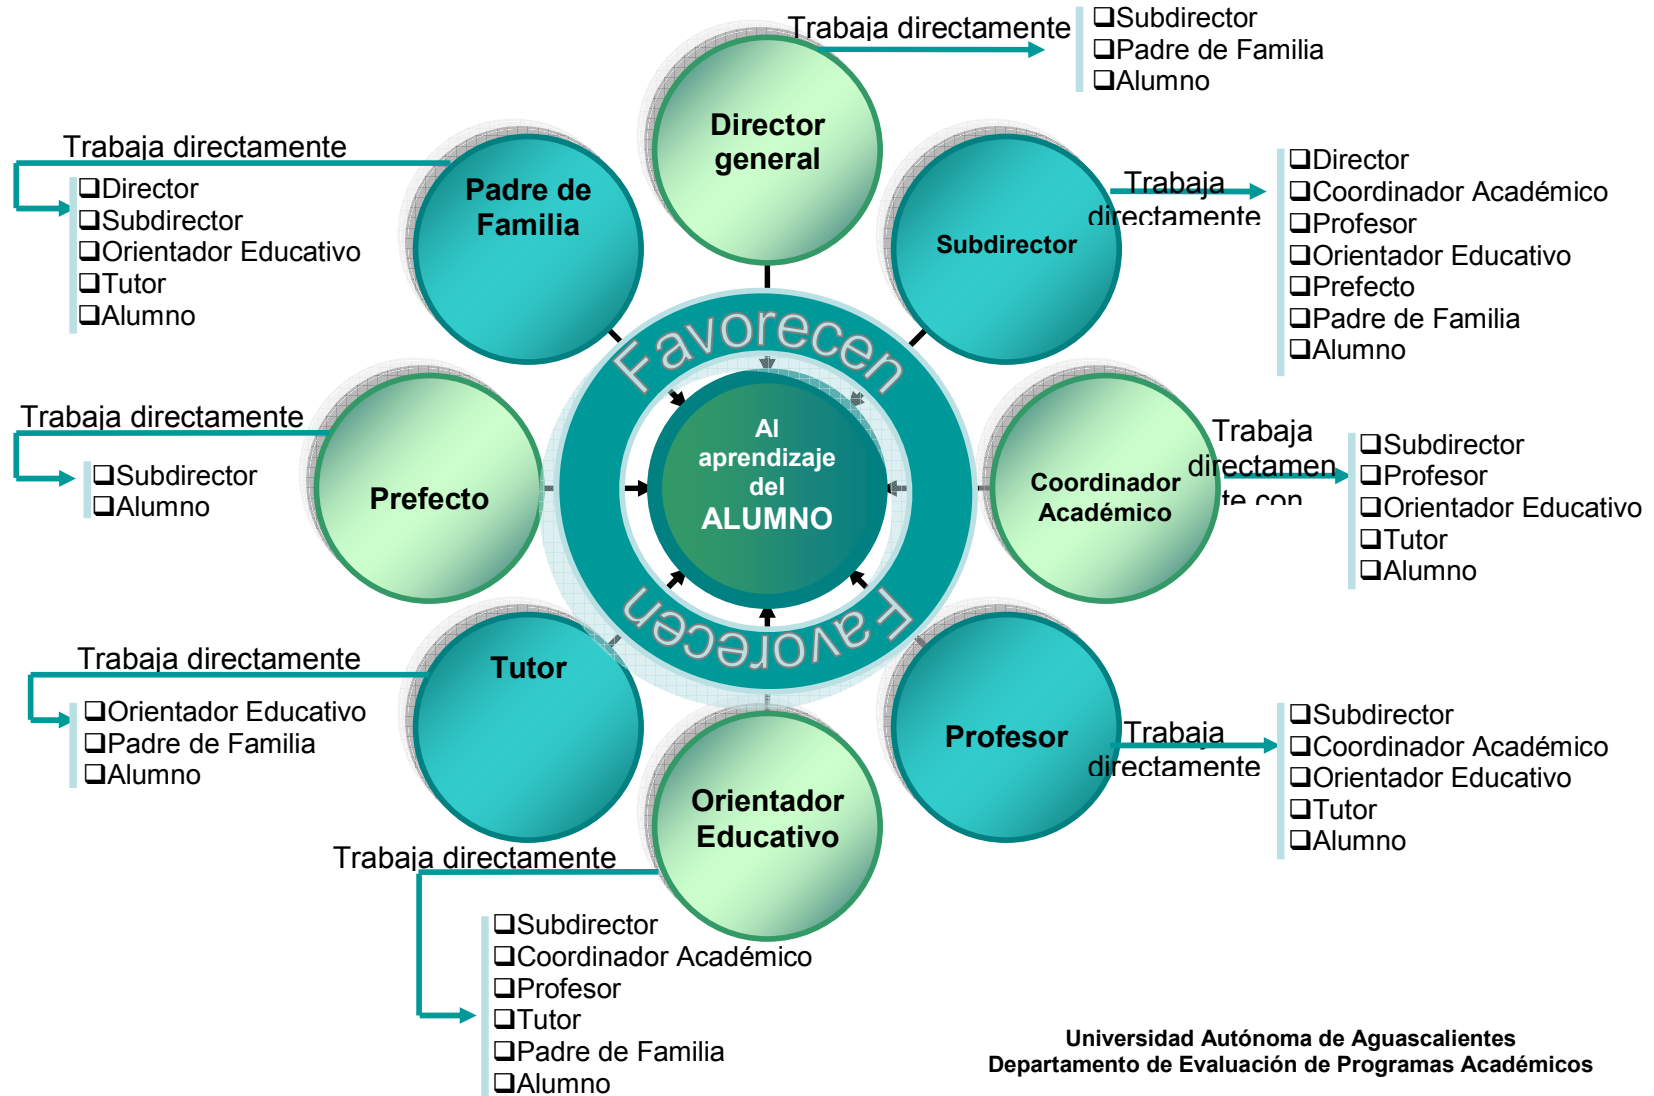 Trabaja directamente
❑Subdirector
❑Padre de Familia
❑Alumno
Director
general
Trabaja directamente
❑Director
❑Subdirector
❑Orientador Educativo
❑Tutor
❑Alumno
Padre de
Familia
Subdirector
Trabaja
directamente
❑Director
❑Coordinador Académico
❑Profesor
❑Orientador Educativo
❑Prefecto
❑Padre de Familia
❑Alumno
Favorecen
Trabaja directamente
❑Subdirector
❑Alumno
Prefecto
Al
aprendizaje
del
ALUMNO
Coordinador
Académico
Trabaja
directamen
te con
❑Subdirector
❑Profesor
❑Orientador Educativo
❑Tutor
❑Alumno
Favorecen
Trabaja directamente
❑Orientador Educativo
❑Padre de Familia
❑Alumno
Tutor
Profesor
Trabaja
directamente
❑Subdirector
❑Coordinador Académico
❑Orientador Educativo
❑Tutor
❑Alumno
Orientador
Educativo
Trabaja directamente
❑Subdirector
❑Coordinador Académico
❑Profesor
❑Tutor
❑Padre de Familia
❑Alumno
Universidad Autónoma de Aguascalientes
Departamento de Evaluación de Programas Académicos